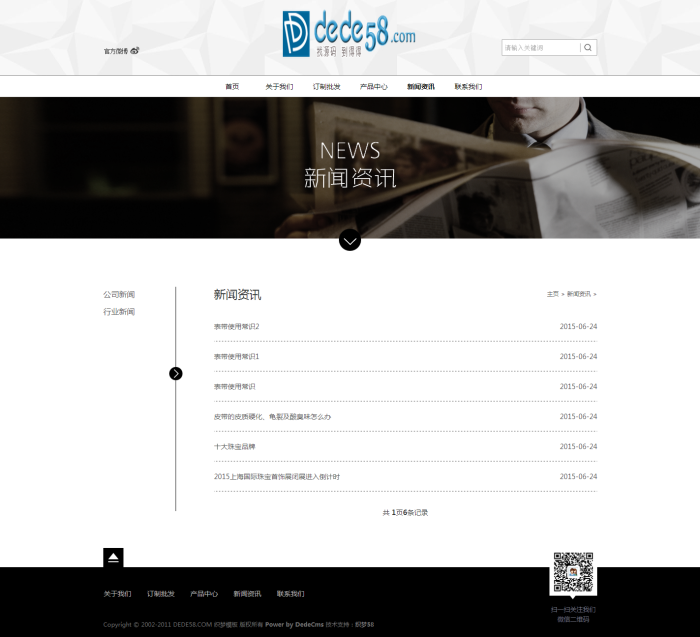 dede58.com
找源码 到得得
官方微博
请输入关键词
首页 关于我们 订制批发 产品中心 新闻资讯 联系我们
NEWS
新闻资讯
公司新闻
行业新闻
新闻资讯
主页 > 新闻资讯 >
表带使用常识2 2015-06-24
表带使用常识1 2015-06-24
表带使用常识 2015-06-24
皮带的皮质硬化、龟裂及酸臭味怎么办 2015-06-24
十大珠宝品牌 2015-06-24
2015上海国际珠宝首饰展闭展进入倒计时 2015-06-24
共 1页6条记录
关于我们 订制批发 产品中心 新闻资讯 联系我们
扫一扫关注我们
微信二维码
Copyright © 2002-2011 DEDE58.COM 织梦模板 版权所有 Power by DedeCms 技术支持：织梦58